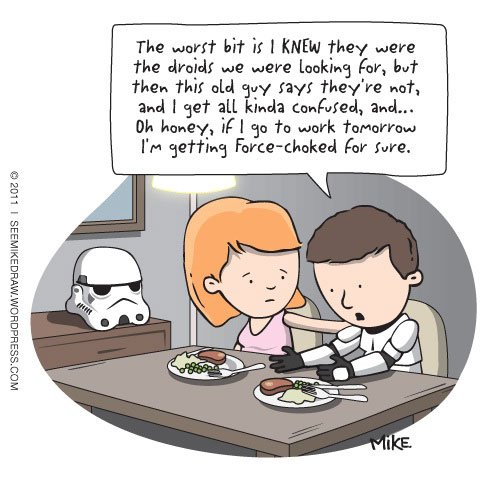 The worst bit is I KNEW they were
the droids we were looking for, but
then this old guy says they're not,
and I get all kinda confused, and...
Oh honey, if I go to work tomorrow
I'm getting Force-choked for sure.
© 2011 | SEEMIKEDRAW.WORDPRESS.COM
MIKE